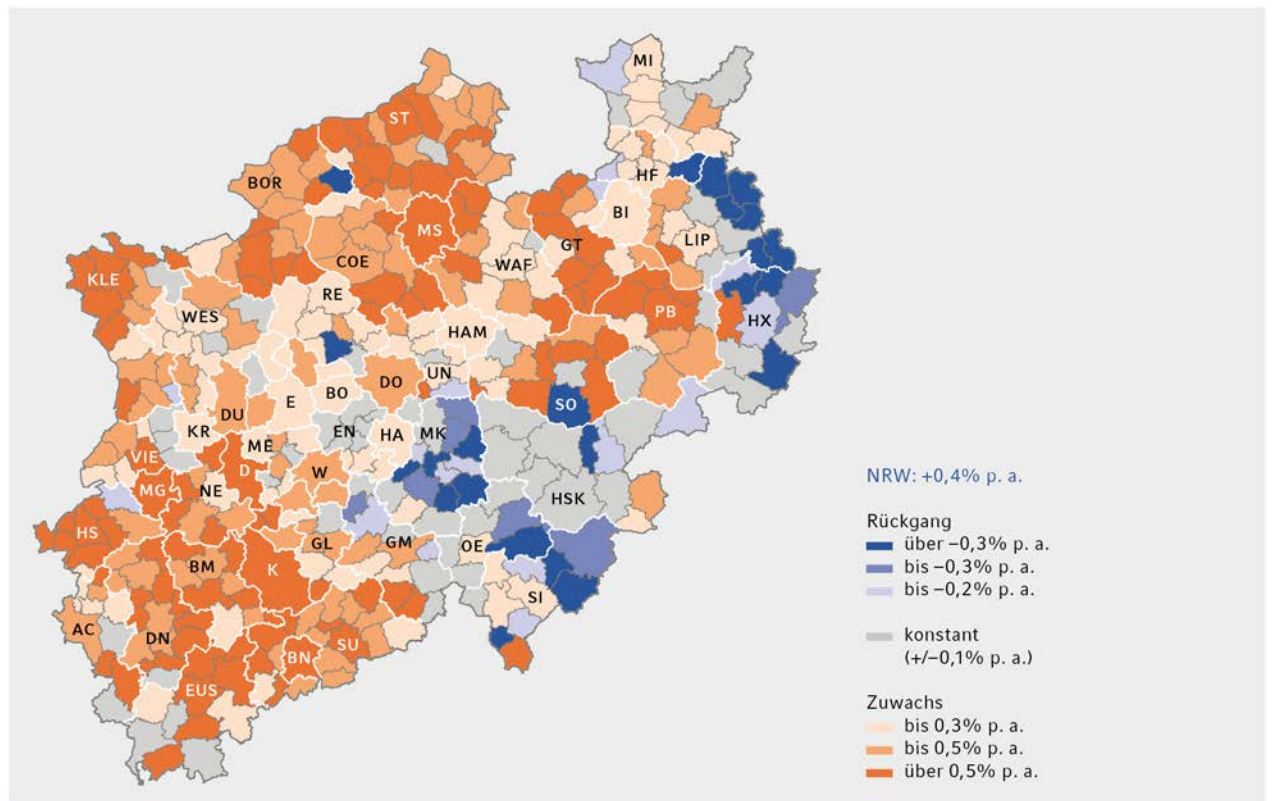 MI
ST
HF
BOR
BI
MS
LIP
GT
COE
WAF
KLE
RE
PB
WES
HX
HAM
UN
DO
BO
E
SO
DU
KR
EN
HA
MK
ME
VIE
D
W
NE
MG
HSK
HS
GL
GM
OE
BM
K
SI
AC
DN
SU
BN
EUS
NRW: +0,4% p. a.
Rückgang
über –0,3% p. a.
bis –0,3% p. a.
bis –0,2% p. a.
konstant
(+/–0,1% p. a.)
Zuwachs
bis 0,3% p. a.
bis 0,5% p. a.
über 0,5% p. a.